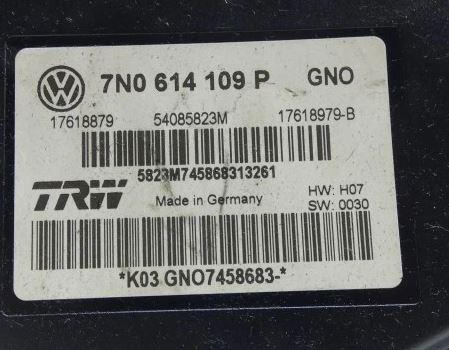 7N0 614 109 P GNO
17618879 54085823M 17618979-B
5823M745868313261
TRW Made in Germany HW: H07
SW: 0030
*K03 GNO7458683-*